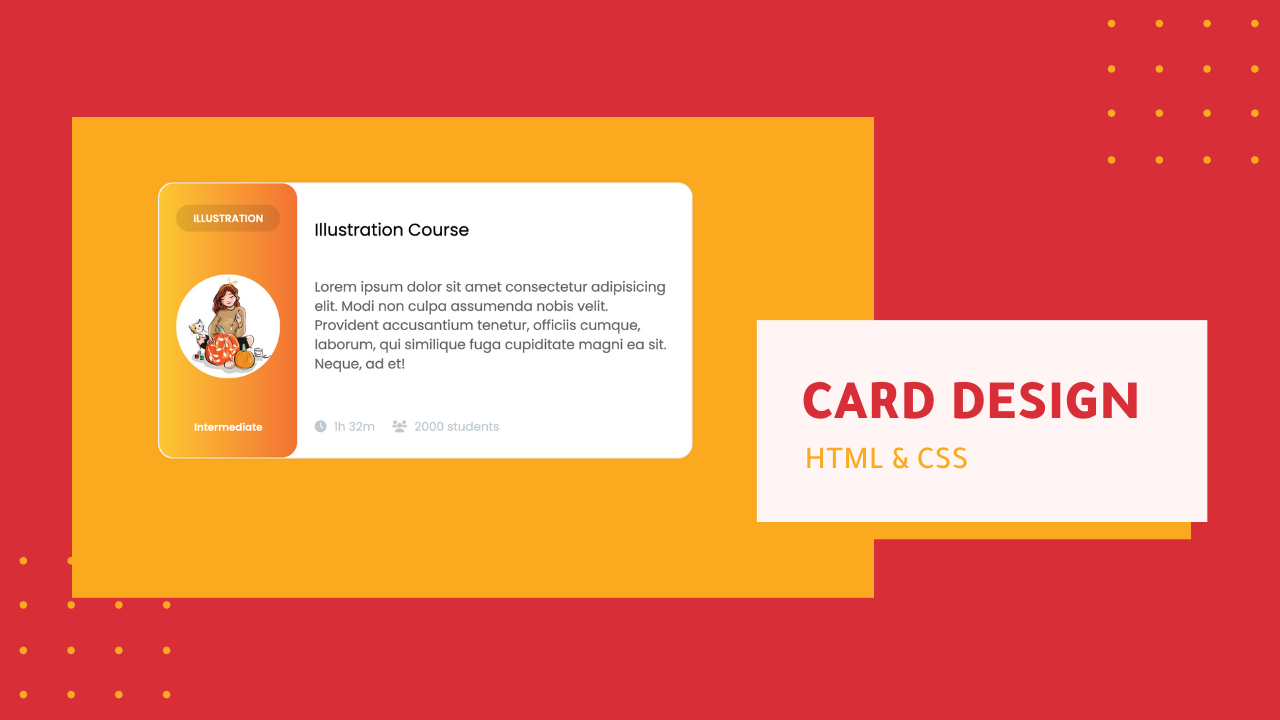 ILLUSTRATION
Intermediate
Illustration Course
Lorem ipsum dolor sit amet consectetur adipisicing
elit. Modi non culpa assumenda nobis velit.
Provident accusantium tenetur, officiis cumque,
laborum, qui similique fuga cupiditate magni ea sit.
Neque, ad et!
1h 32m 2000 students
CARD DESIGN
HTML & CSS